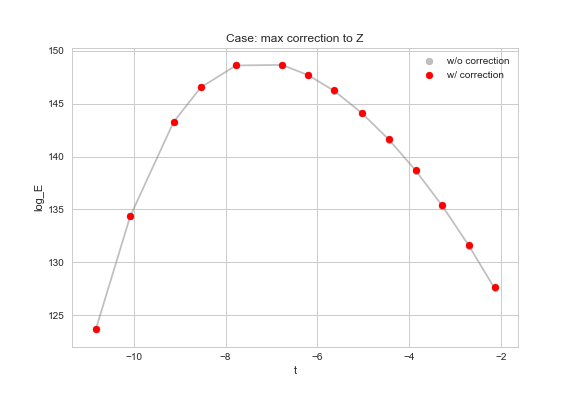 Case: max correction to Z
150
w/o correction
w/ correction
145
140
log_E
135
130
125
−10
−8
−6
−4
−2
t